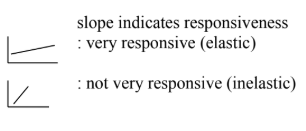 slope indicates responsiveness
: very responsive (elastic)
: not very responsive (inelastic)